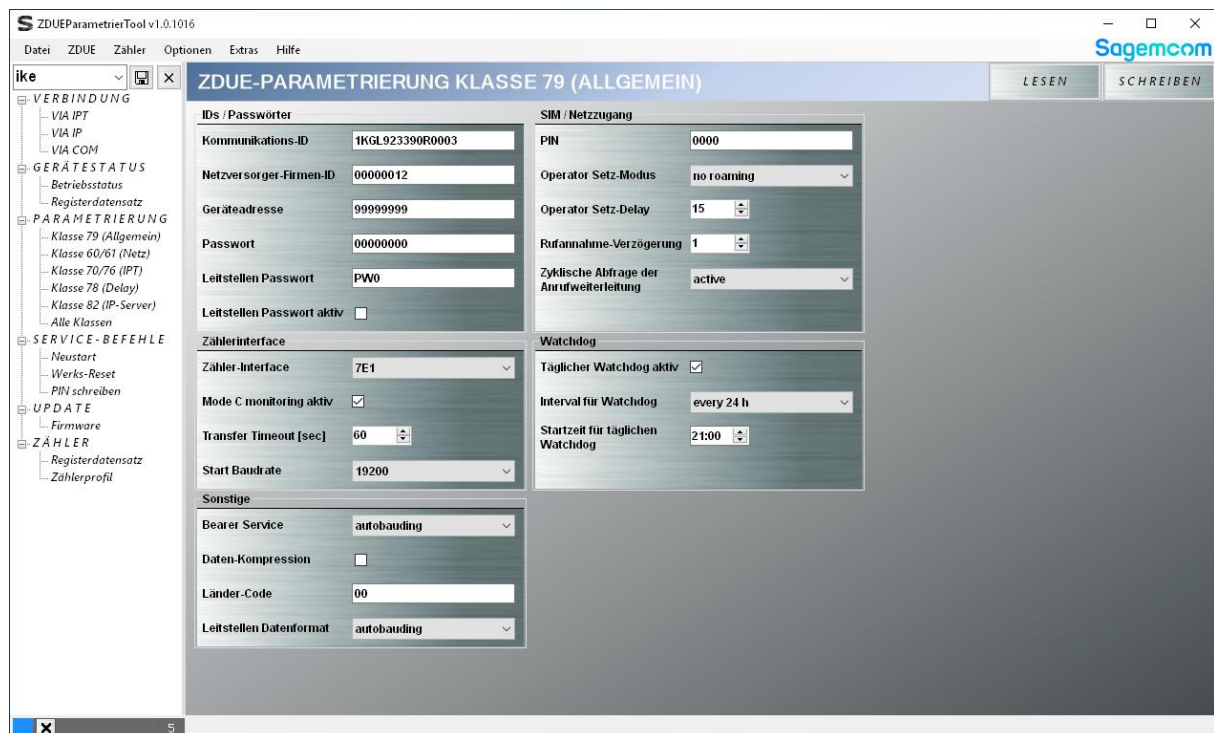 ZDUEParametrierTool v1.0.1016
Datei ZDUE Zähler Optionen Extras Hilfe
Sagemcom
ike
ZDUE-PARAMETRIERUNG KLASSE 79 (ALLGEMEIN)
LESEN
SCHREIBEN
VERBINDUNG
VIA IPT
VIA IP
VIA COM
GERÄTESTATUS
Betriebsstatus
Registerdatensatz
PARAMETRIERUNG
Klasse 79 (Allgemein)
Klasse 60/61 (Netz)
Klasse 70/76 (IPT)
Klasse 78 (Delay)
Klasse 82 (IP-Server)
Alle Klassen
SERVICE-BEFEHLE
Neustart
Werks-Reset
PIN schreiben
UPDATE
Firmware
ZÄHLER
Registerdatensatz
Zählerprofil
IDs / Passwörter
Kommunikations-ID 1KGL923390R0003
Netzversorger-Firmen-ID 00000012
Geräteadresse 99999999
Passwort 00000000
Leitstellen Passwort PW0
Leitstellen Passwort aktiv
SIM / Netzzugang
PIN 0000
Operator Setz-Modus no roaming
Operator Setz-Delay 15
Rufannahme-Verzögerung 1
Zyklische Abfrage der
Anrufweiterleitung
active
Zählerinterface
Zähler-Interface 7E1
Mode C monitoring aktiv
Transfer Timeout [sec] 60
Start Baudrate 19200
Watchdog
Täglicher Watchdog aktiv
Interval für Watchdog every 24 h
Startzeit für täglichen
Watchdog
21:00
Sonstige
Bearer Service autobauding
Daten-Kompression
Länder-Code 00
Leitstellen Datenformat autobauding
5